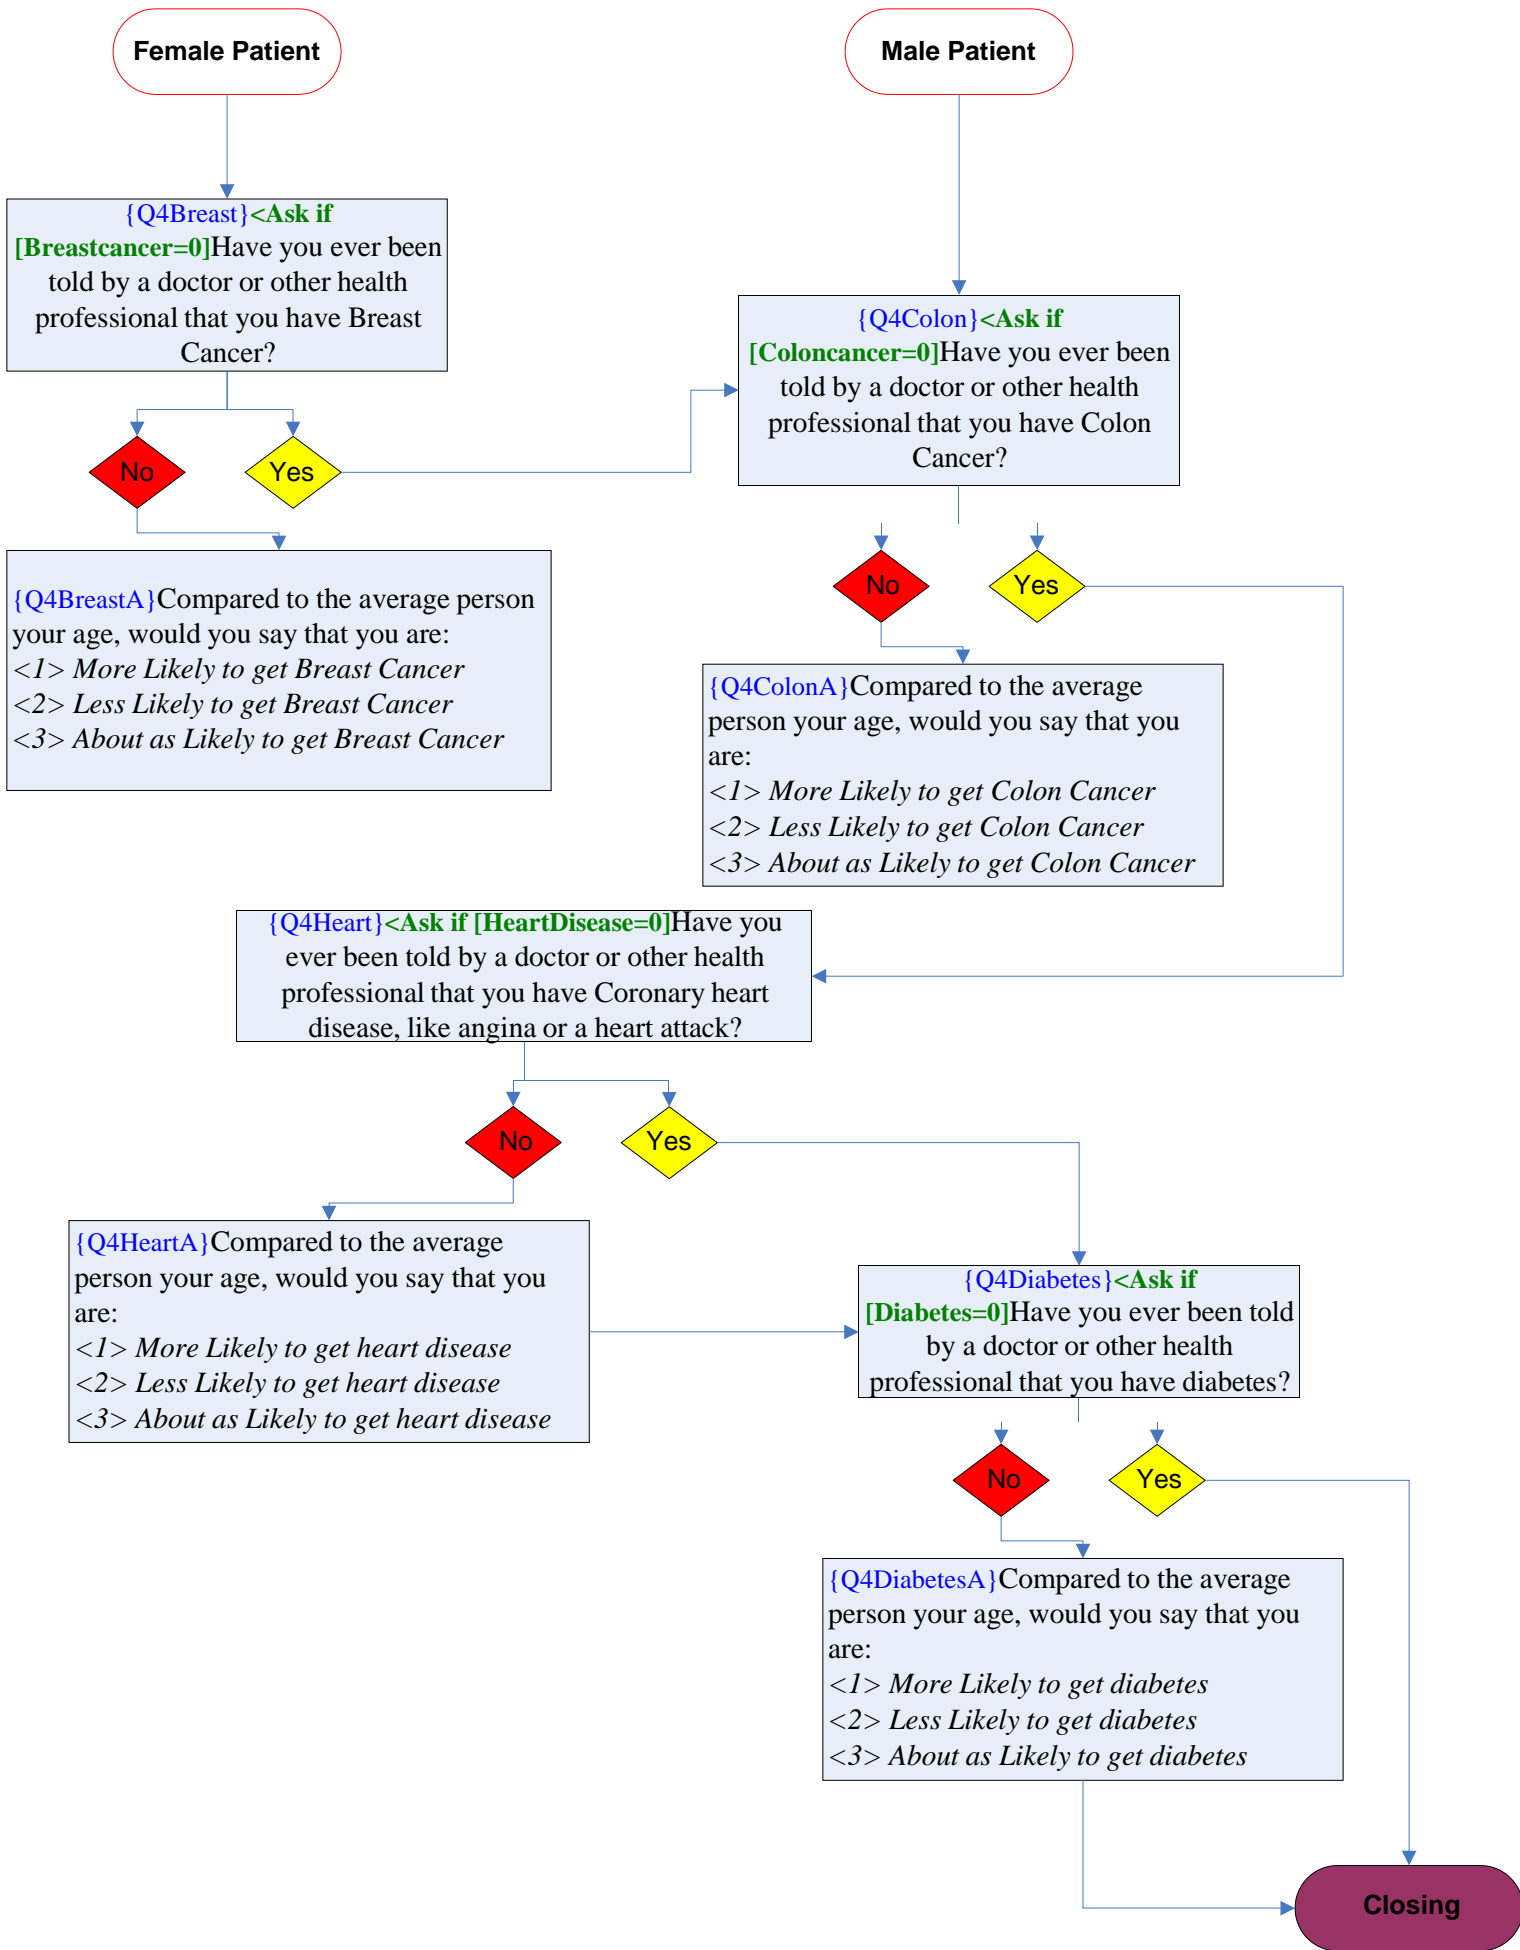 Female Patient
Male Patient
{Q4Breast}<Ask if
[Breastcancer=0]Have you ever been
told by a doctor or other health
professional that you have Breast
Cancer?
{Q4Colon}<Ask if
[Coloncancer=0]Have you ever been
told by a doctor or other health
professional that you have Colon
Cancer?
No
Yes
No
Yes
{Q4BreastA}Compared to the average person
your age, would you say that you are:
<1> More Likely to get Breast Cancer
<2> Less Likely to get Breast Cancer
<3> About as Likely to get Breast Cancer
{Q4ColonA}Compared to the average
person your age, would you say that you
are:
<1> More Likely to get Colon Cancer
<2> Less Likely to get Colon Cancer
<3> About as Likely to get Colon Cancer
{Q4Heart}<Ask if [HeartDisease=0]Have you
ever been told by a doctor or other health
professional that you have Coronary heart
disease, like angina or a heart attack?
No
Yes
{Q4HeartA}Compared to the average
person your age, would you say that you
are:
<1> More Likely to get heart disease
<2> Less Likely to get heart disease
<3> About as Likely to get heart disease
{Q4Diabetes}<Ask if
[Diabetes=0]Have you ever been told
by a doctor or other health
professional that you have diabetes?
No
Yes
{Q4DiabetesA}Compared to the average
person your age, would you say that you
are:
<1> More Likely to get diabetes
<2> Less Likely to get diabetes
<3> About as Likely to get diabetes
Closing